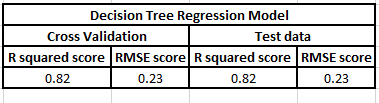 Decision Tree Regression Model
Cross Validation Test data
R squared score RMSE score R squared score RMSE score
0.82 0.23 0.82 0.23